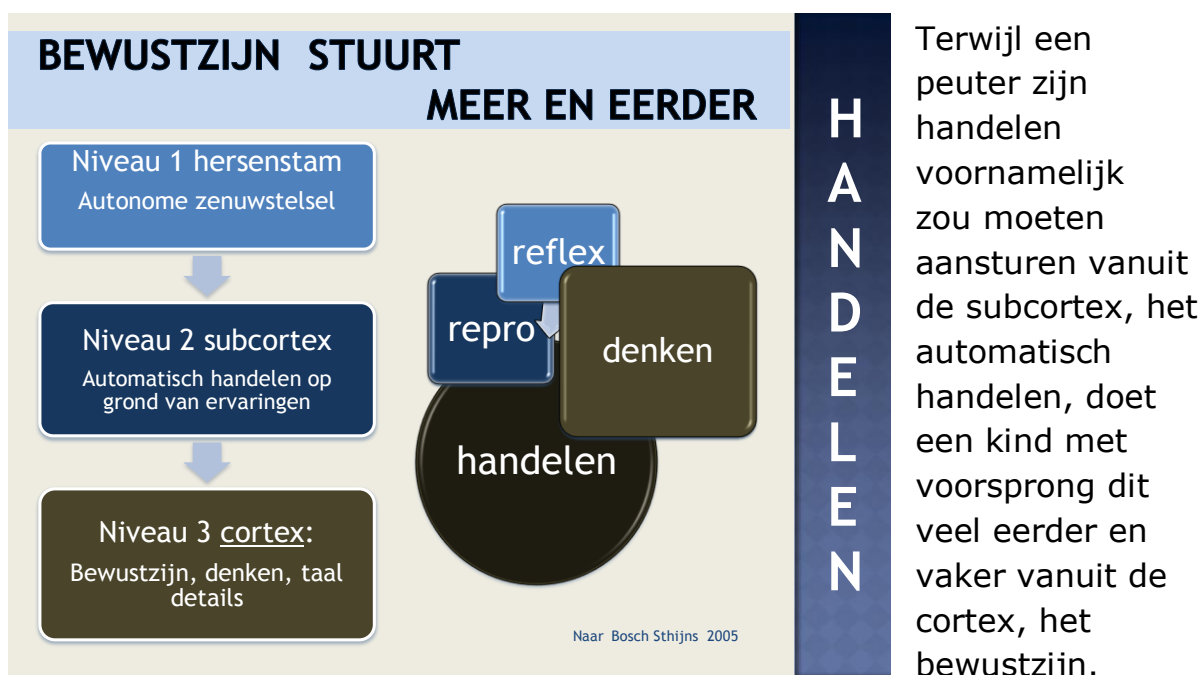 BEWUSTZIJN STUURT
MEER EN EERDER
Niveau 1 hersenstam
Autonome zenuwstelsel
Niveau 2 subcortex
Automatisch handelen op
grond van ervaringen
Niveau 3 cortex:
Bewustzijn, denken, taal
details
reflex
repro
denken
handelen
Naar Bosch Sthijns 2005
H
A
N
D
E
L
E
N
Terwijl een
peuter zijn
handelen
voornamelijk
zou moeten
aansturen vanuit
de subcortex, het
automatisch
handelen, doet
een kind met
voorsprong dit
veel eerder en
vaker vanuit de
cortex, het
bewustzijn.